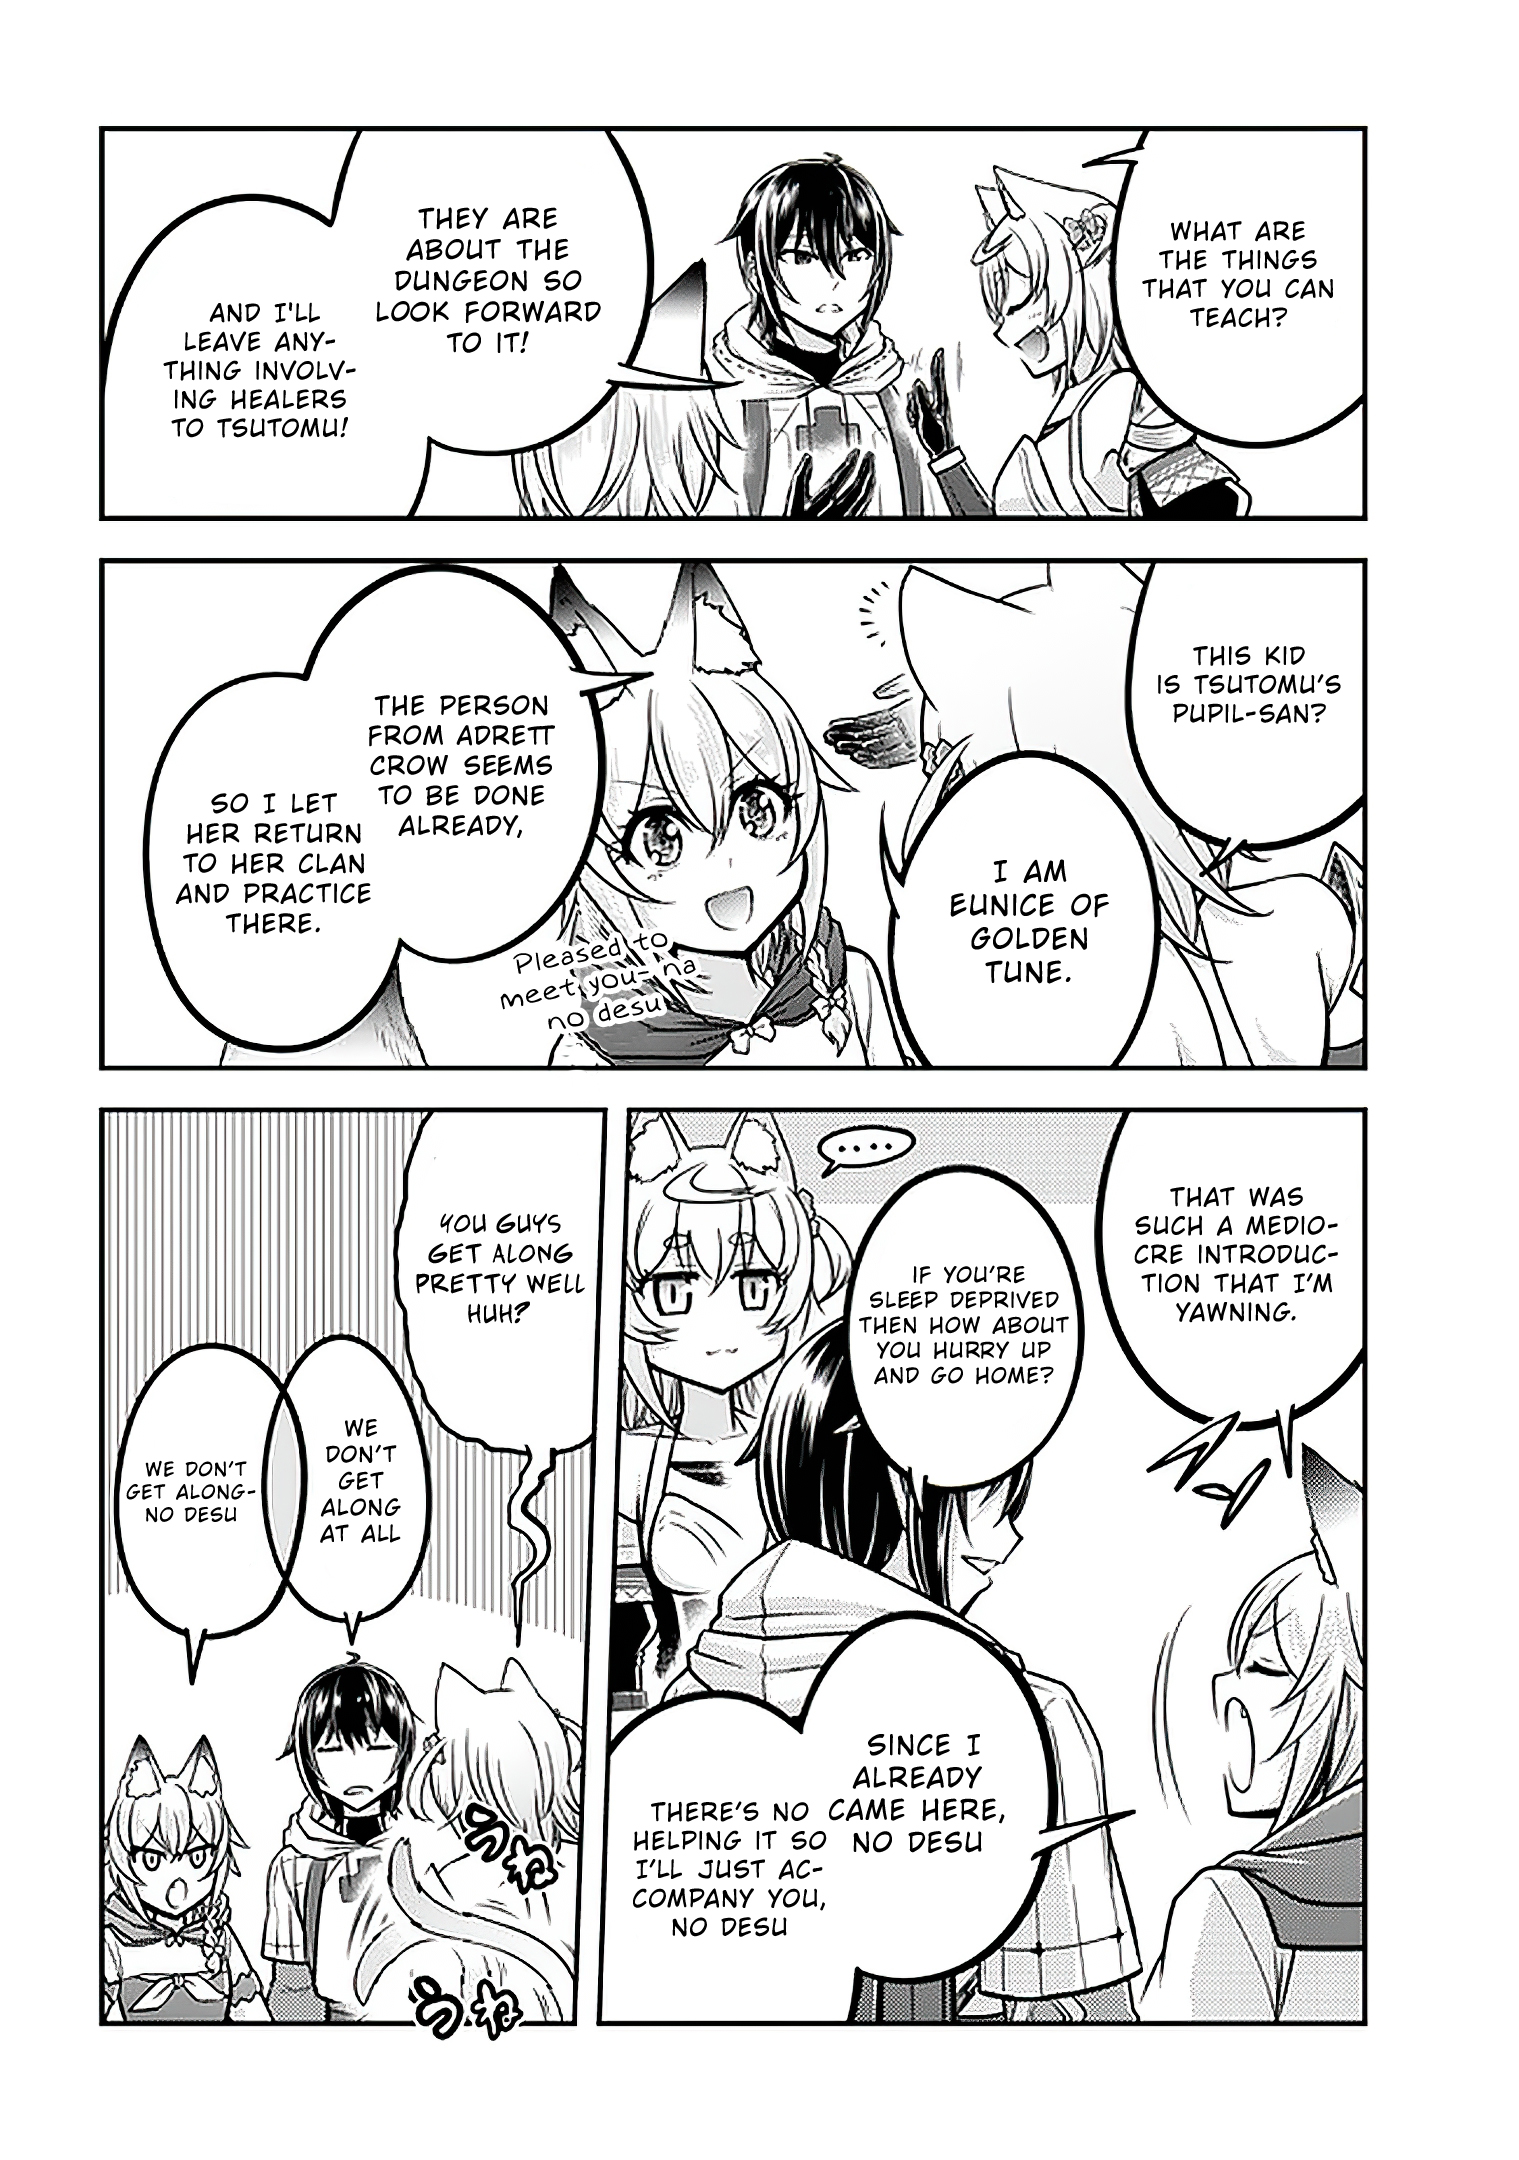 WHAT ARE
THE THINGS
THAT YOU CAN
TEACH?
THEY ARE
ABOUT THE
DUNGEON SO
LOOK FORWARD
TO IT!
AND I'LL
LEAVE ANY-
THING INVOLV-
ING HEALERS
TO TSUTOMU!
THIS KID
IS TSUTOMU'S
PUPIL-SAN?
I AM
EUNICE OF
GOLDEN
TUNE.
Pleased to
meet you- na
no desu
THE PERSON
FROM ADRETT
CROW SEEMS
TO BE DONE
ALREADY,
SO I LET
HER RETURN
TO HER CLAN
AND PRACTICE
THERE.
THAT WAS
SUCH A MEDIO-
CRE INTRODUC-
TION THAT I'M
YAWNING.
IF YOU'RE
SLEEP DEPRIVED
THEN HOW ABOUT
YOU HURRY UP
AND GO HOME?
....
SINCE I
ALREADY
CAME HERE,
NO DESU
THERE'S NO
HELPING IT SO
I'LL JUST AC-
COMPANY YOU,
NO DESU
YOU GUYS
GET ALONG
PRETTY WELL
HUH?
WE
DON'T
GET
ALONG
AT ALL
WE DON'T
GET ALONG-
NO DESU
うね
うね